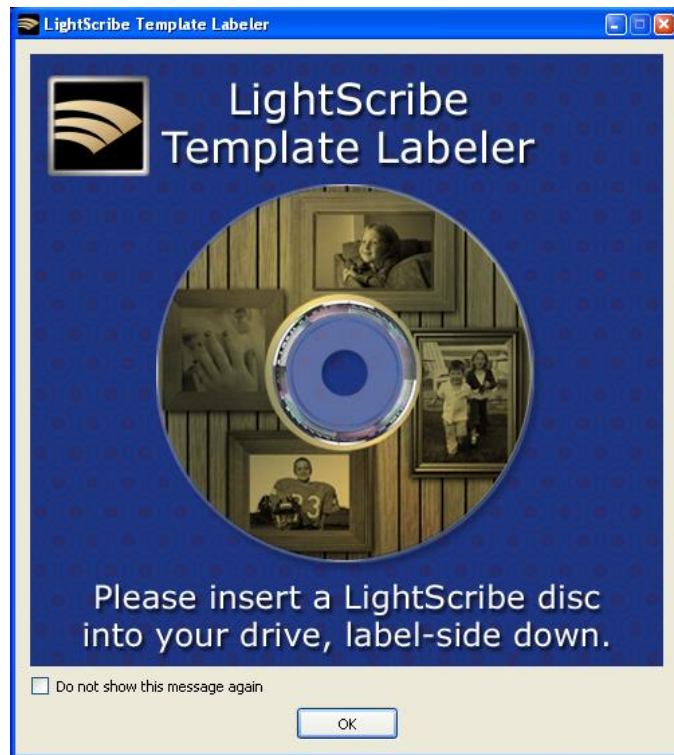 LightScribe Template Labeler
LightScribe
Template Labeler
33
Please insert a LightScribe disc
into your drive, label-side down.
Do not show this message again
OK